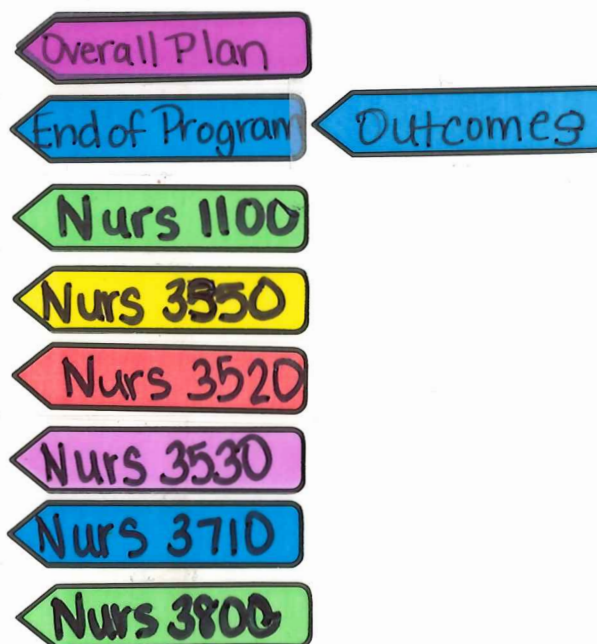 Overall Plan
End of Program Outcomes
Nurs 1100
Nurs 3550
Nurs 3520
Nurs 3530
Nurs 3710
Nurs 3800